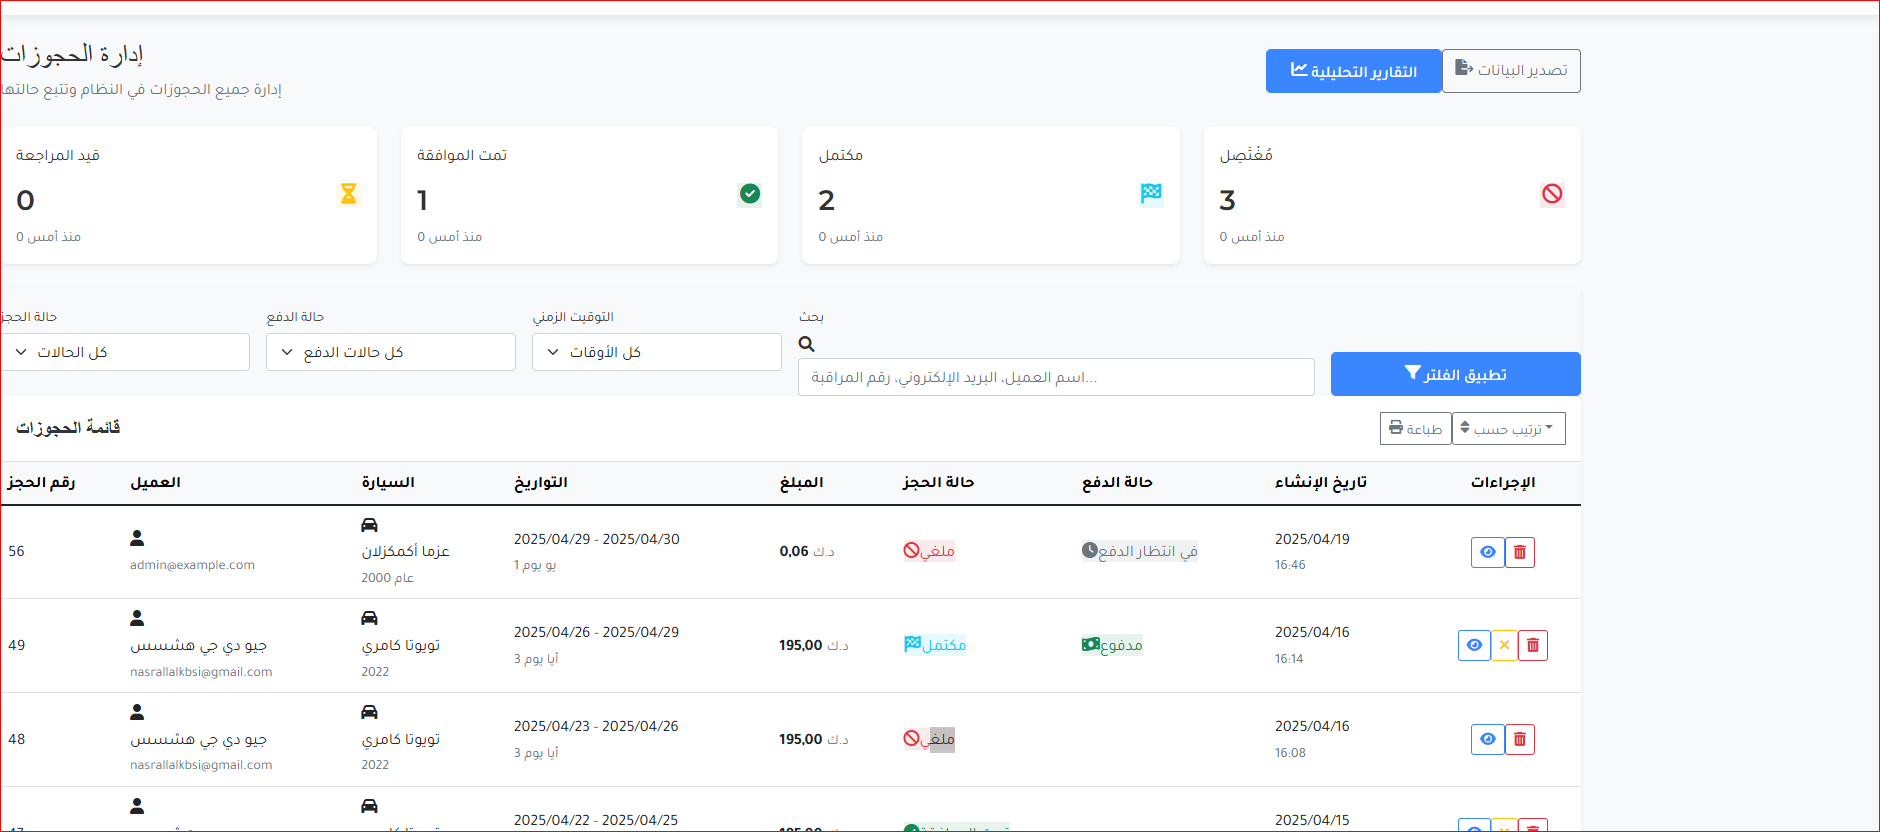 إدارة الحجوزات
إدارة جميع الحجوزات في النظام وتتبع حالتها
التقارير التحليلية
تصدير البيانات
قيد المراجعة
0
منذ أمس 0
تمت الموافقة
1
منذ أمس 0
مكتمل
2
منذ أمس 0
مُغْتَصِل
3
منذ أمس 0
حالة الحجز
كل الحالات
حالة الدفع
كل حالات الدفع
التوقيت الزمني
كل الأوقات
بحث
اسم العميل، البريد الإلكتروني، رقم المراقبة...
تطبيق الفلتر
قائمة الحجوزات
طباعة
ترتيب حسب
رقم الحجز العميل السيارة التواريخ المبلغ حالة الحجز حالة الدفع تاريخ الإنشاء الإجراءات
56
admin@example.com
عزما أكمكزلان
عام 2000
2025/04/29 - 2025/04/30
يو يوم 1
0,06 د.ك
ملغي
في انتظار الدفع
2025/04/19
16:46
49
جيو دي جي هشسس
nasrallalkbsi@gmail.com
تويوتا كامري
2022
2025/04/26 - 2025/04/29
أيا يوم 3
195,00 د.ك
مكتمل
مدفوع
2025/04/16
16:14
48
جيو دي جي هشسس
nasrallalkbsi@gmail.com
تويوتا كامري
2022
2025/04/23 - 2025/04/26
أيا يوم 3
195,00 د.ك
ملغي
2025/04/16
16:08
2025/04/22 - 2025/04/25
2025/04/15